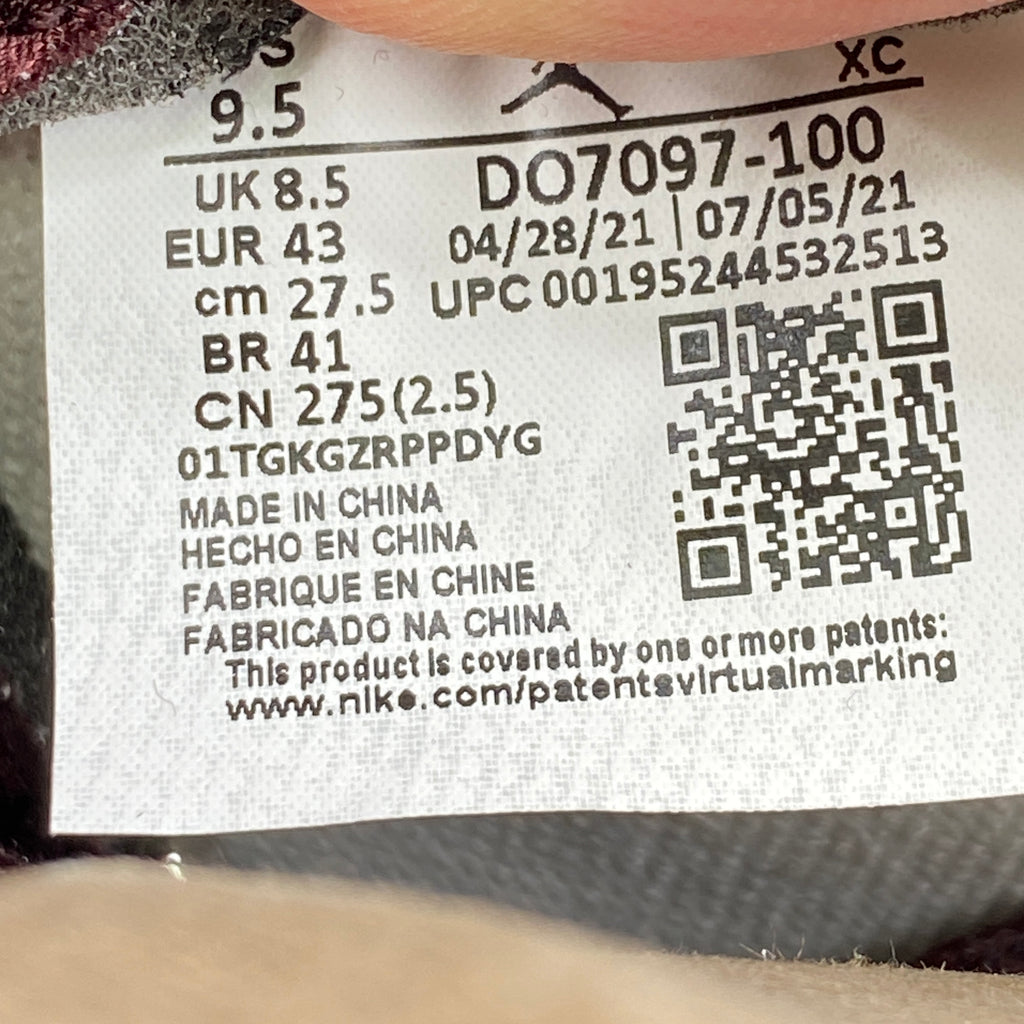 XC
9.5
DO7097-100
UK 8.5
04/28/21 | 07/05/21
EUR 43
UPC 00195244532513
cm 27.5
BR 41
CN 275(2.5)
01TGKGZRPPDYG
MADE IN CHINA
HECHO EN CHINA
FABRIQUE EN CHINE
FABRICADO NA CHINA
This product is covered by one or more patents:
www.nike.com/patentsvirtualmarking